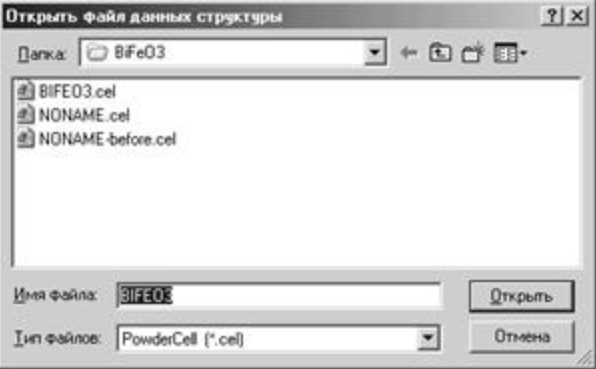 Открыть файл данных структуры
Папка: BiFeO3
BIFEO3.cel
NONAME.cel
NONAME-before.cel
Имя файла: BIFEO3 Открыть
Тип файлов: PowderCell (*.cel) Отмена